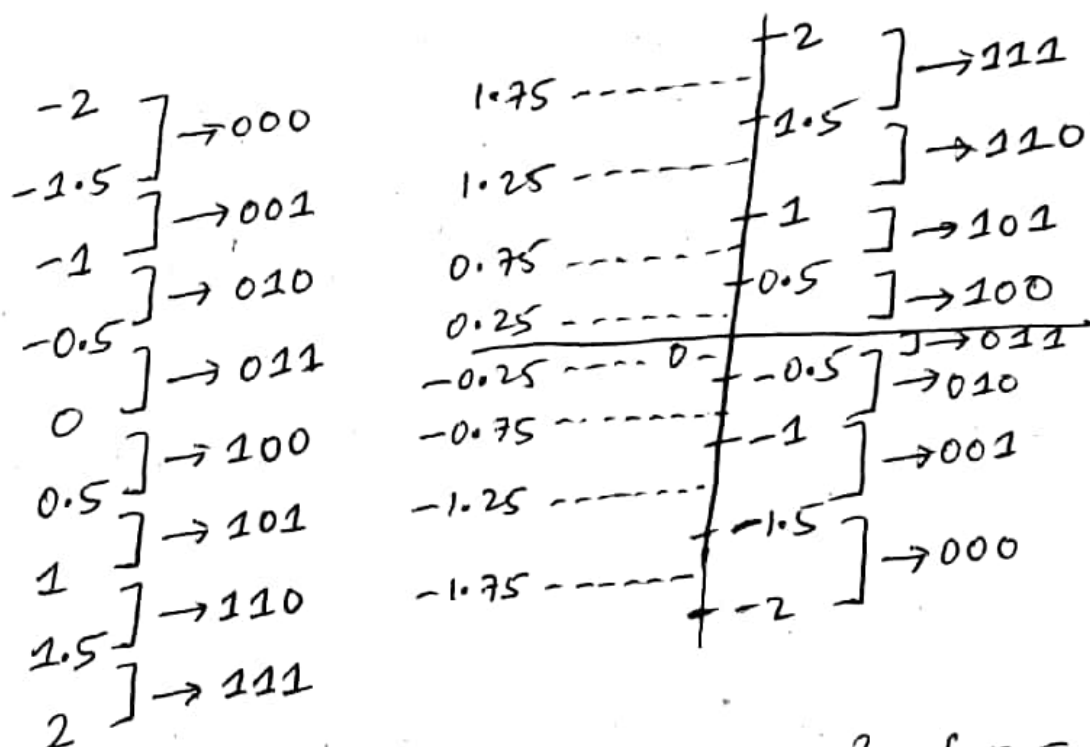 -2
] → 000
-1.5
] → 001
-1
] → 010
-0.5
] → 011
0
] → 100
0.5
] → 101
1
] → 110
1.5
] → 111
2
2
1.75 ] → 111
1.5
1.25 ] → 110
1
0.75 ] → 101
0.5
0.25 ] → 100
0
-0.25 ] → 011
-0.5
-0.75 ] → 010
-1
-1.25 ] → 001
-1.5
-1.75 ] → 000
-2